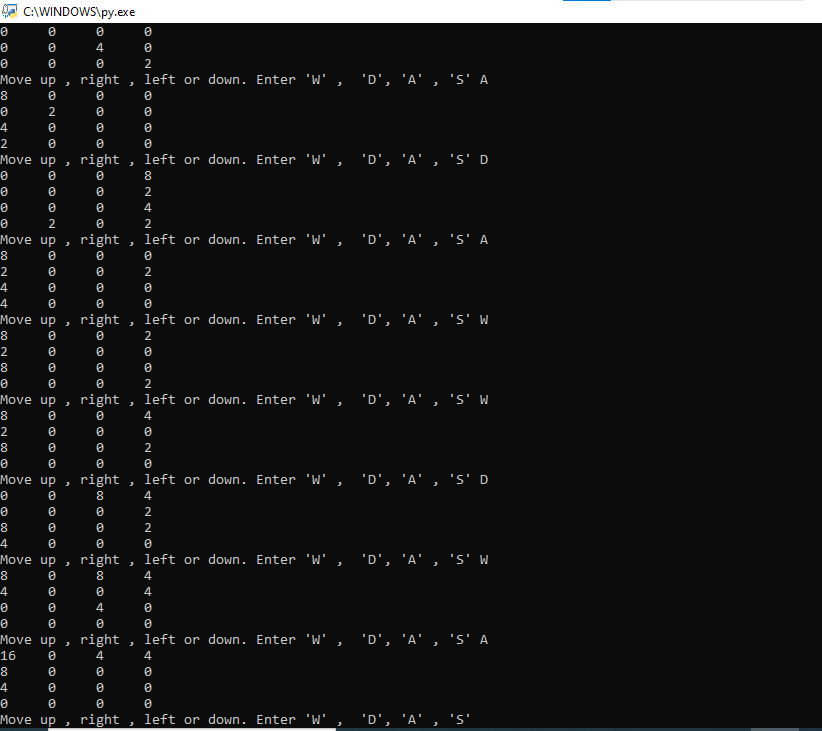 C:\WINDOWS\py.exe
0 0 0 0
0 0 4 0
0 0 0 2
Move up , right , left or down. Enter 'W' , 'D', 'A' , 'S' A
8 0 0 0
0 2 0 0
4 0 0 0
2 0 0 0
Move up , right , left or down. Enter 'W' , 'D', 'A' , 'S' D
0 0 0 8
0 0 0 2
0 0 0 4
0 2 0 2
Move up , right , left or down. Enter 'W' , 'D', 'A' , 'S' A
8 0 0 0
2 0 0 2
4 0 0 0
4 0 0 0
Move up , right , left or down. Enter 'W' , 'D', 'A' , 'S' W
8 0 0 2
2 0 0 0
8 0 0 0
0 0 0 2
Move up , right , left or down. Enter 'W' , 'D', 'A' , 'S' W
8 0 0 4
2 0 0 0
8 0 0 2
0 0 0 0
Move up , right , left or down. Enter 'W' , 'D', 'A' , 'S' D
0 0 8 4
0 0 0 2
8 0 0 2
4 0 0 0
Move up , right , left or down. Enter 'W' , 'D', 'A' , 'S' W
8 0 8 4
4 0 0 4
0 0 4 0
0 0 0 0
Move up , right , left or down. Enter 'W' , 'D', 'A' , 'S' A
16 0 4 4
8 0 0 0
4 0 0 0
0 0 0 0
Move up , right , left or down. Enter 'W' , 'D', 'A' , 'S'